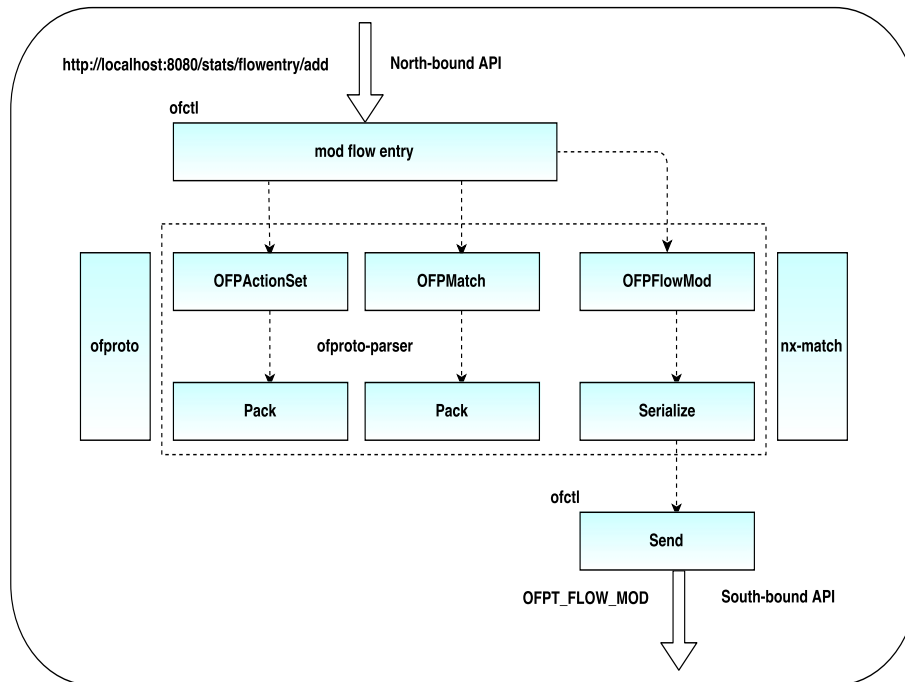 http://localhost:8080/stats/flowentry/add
North-bound API
ofctl
mod flow entry
OFPActionSet
OFPMatch
OFPFlowMod
ofproto
ofproto-parser
nx-match
Pack
Pack
Serialize
ofctl
Send
OFPT_FLOW_MOD
South-bound API